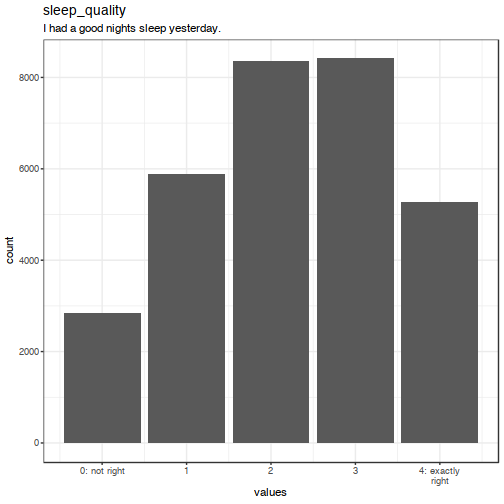 sleep_quality
I had a good nights sleep yesterday.
count
8000
6000
4000
2000
0
0: not right
1
2
3
4: exactly
right
values